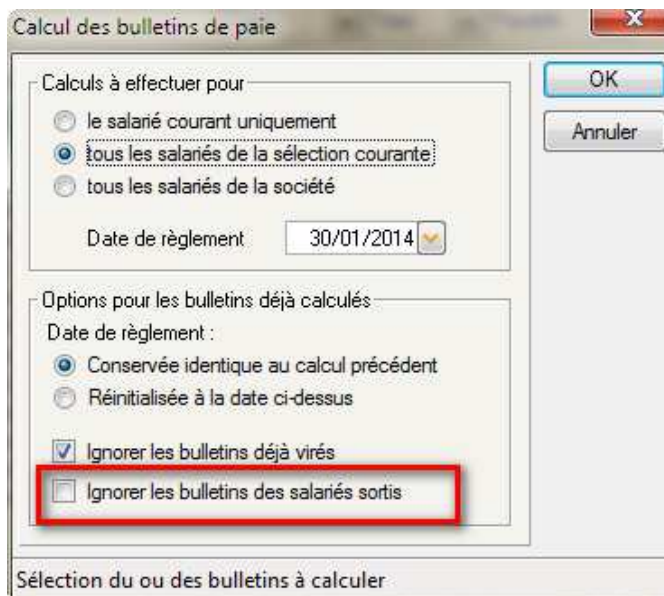 Calcul des bulletins de paie
Calculs à effectuer pour
le salarié courant uniquement
tous les salariés de la sélection courante
tous les salariés de la société
Date de règlement 30/01/2014
OK
Annuler
Options pour les bulletins déjà calculés
Date de règlement :
Conservée identique au calcul précédent
Réinitialisée à la date ci-dessus
Ignorer les bulletins déjà virés
Ignorer les bulletins des salariés sortis
Sélection du ou des bulletins à calculer